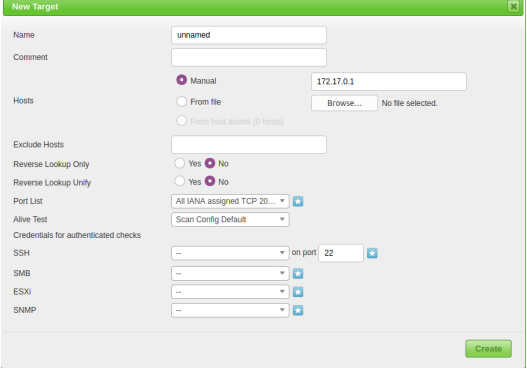 New Target
Name unnamed
Comment
Hosts
Manual 172.17.0.1
From file Browse... No file selected.
From host assets (0 hosts)
Exclude Hosts
Reverse Lookup Only Yes No
Reverse Lookup Unify Yes No
Port List All IANA assigned TCP 20...
Alive Test Scan Config Default
Credentials for authenticated checks
SSH -- on port 22
SMB --
ESXi --
SNMP --
Create